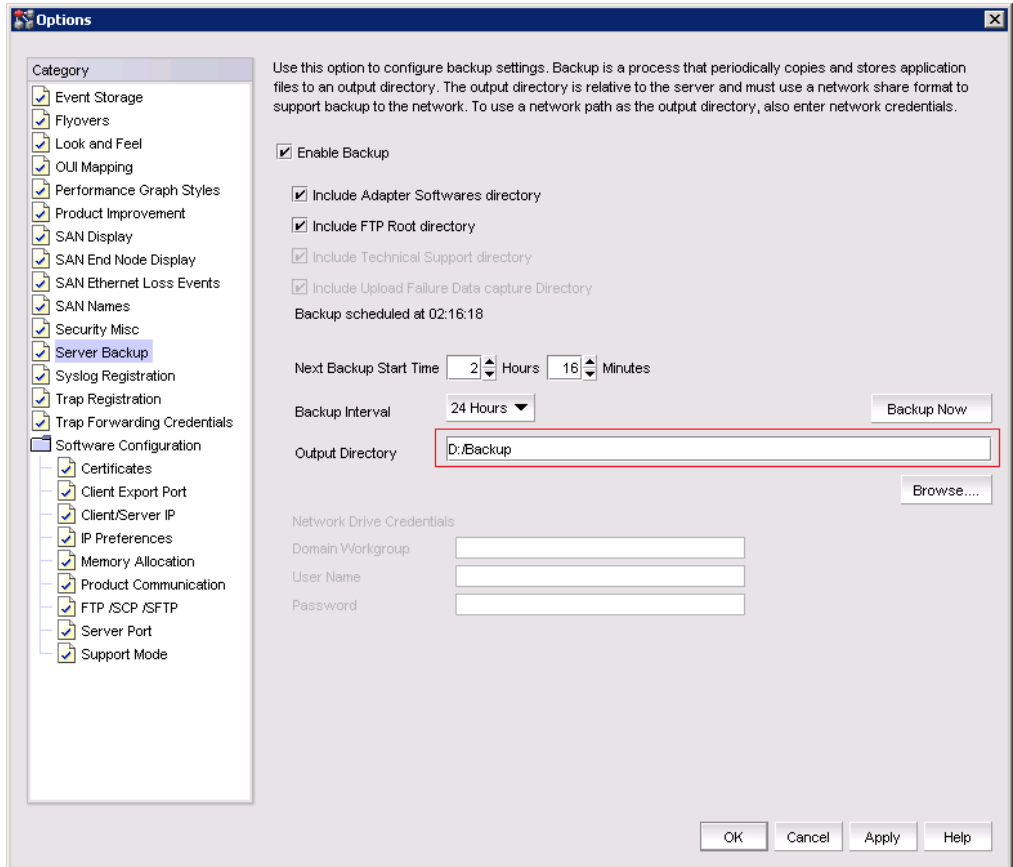 Options
Category
Event Storage
Flyovers
Look and Feel
OUI Mapping
Performance Graph Styles
Product Improvement
SAN Display
SAN End Node Display
SAN Ethernet Loss Events
SAN Names
Security Misc
Server Backup
Syslog Registration
Trap Registration
Trap Forwarding Credentials
Software Configuration
Certificates
Client Export Port
Client/Server IP
IP Preferences
Memory Allocation
Product Communication
FTP /SCP /SFTP
Server Port
Support Mode
Use this option to configure backup settings. Backup is a process that periodically copies and stores application
files to an output directory. The output directory is relative to the server and must use a network share format to
support backup to the network. To use a network path as the output directory, also enter network credentials.
Enable Backup
Include Adapter Softwares directory
Include FTP Root directory
Include Technical Support directory
Include Upload Failure Data capture Directory
Backup scheduled at 02:16:18
Next Backup Start Time 2 Hours 16 Minutes
Backup Interval 24 Hours Backup Now
Output Directory D:/Backup
Browse....
Network Drive Credentials
Domain Workgroup
User Name
Password
OK Cancel Apply Help